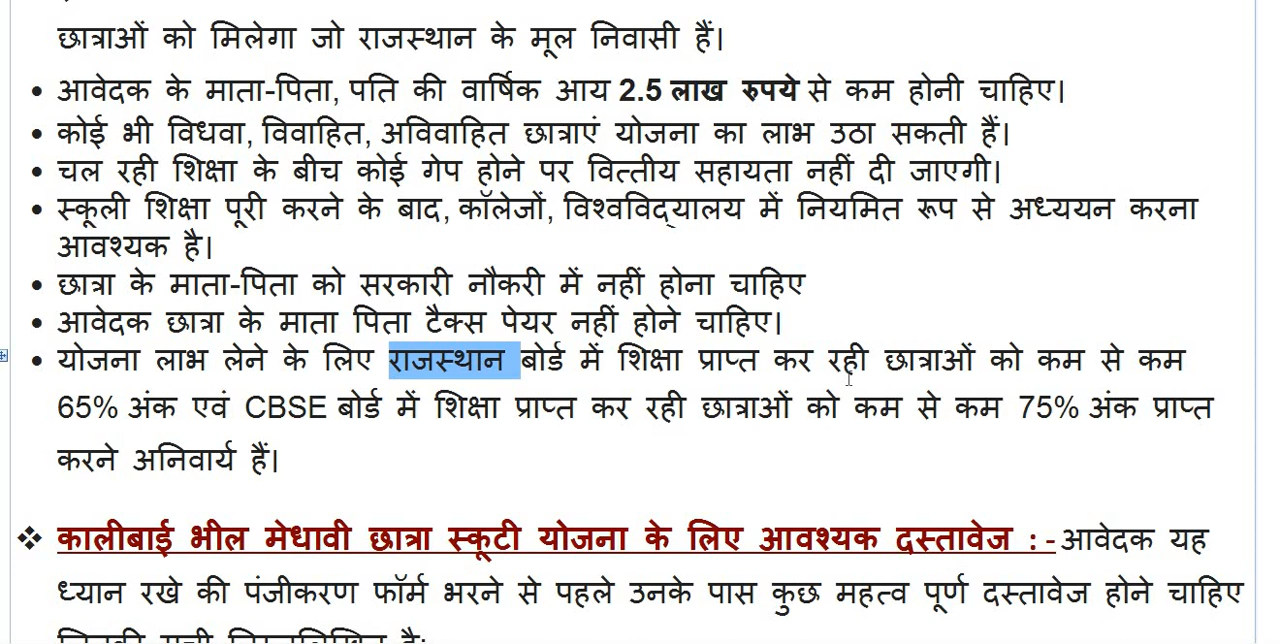 छात्राओं को मिलेगा जो राजस्थान के मूल निवासी हैं।
• आवेदक के माता-पिता, पति की वार्षिक आय 2.5 लाख रुपये से कम होनी चाहिए।
• कोई भी विधवा, विवाहित, अविवाहित छात्राएं योजना का लाभ उठा सकती हैं।
• चल रही शिक्षा के बीच कोई गेप होने पर वित्तीय सहायता नहीं दी जाएगी।
• स्कूली शिक्षा पूरी करने के बाद, कॉलेजों, विश्वविद्यालय में नियमित रूप से अध्ययन करना
आवश्यक है।
• छात्रा के माता-पिता को सरकारी नौकरी में नहीं होना चाहिए
• आवेदक छात्रा के माता पिता टैक्स पेयर नहीं होने चाहिए।
• योजना लाभ लेने के लिए राजस्थान बोर्ड में शिक्षा प्राप्त कर रही छात्राओं को कम से कम
65% अंक एवं CBSE बोर्ड में शिक्षा प्राप्त कर रही छात्राओं को कम से कम 75% अंक प्राप्त
करने अनिवार्य हैं।
❖ कालीबाई भील मेधावी छात्रा स्कूटी योजना के लिए आवश्यक दस्तावेज : - आवेदक यह
ध्यान रखे की पंजीकरण फॉर्म भरने से पहले उनके पास कुछ महत्व पूर्ण दस्तावेज होने चाहिए